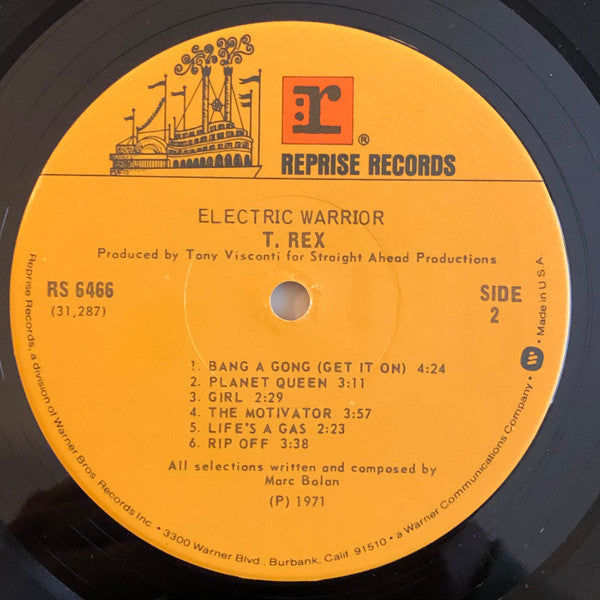 :r
®
REPRISE RECORDS
ELECTRIC WARRIOR
T. REX
Produced by Tony Visconti for Straight Ahead Productions
RS 6466
(31,287)
SIDE
2
1. BANG A GONG (GET IT ON) 4:24
2. PLANET QUEEN 3:11
3. GIRL 2:29
4. THE MOTIVATOR 3:57
5. LIFE'S A GAS 2:23
6. RIP OFF 3:38
All selections written and composed by
Marc Bolan
(P) 1971
Reprise Records, a division of Warner Bros. Records Inc. • 3300 Warner Blvd., Burbank, Calif. 91510 • a Warner Communications Company • W • Made in U.S.A.